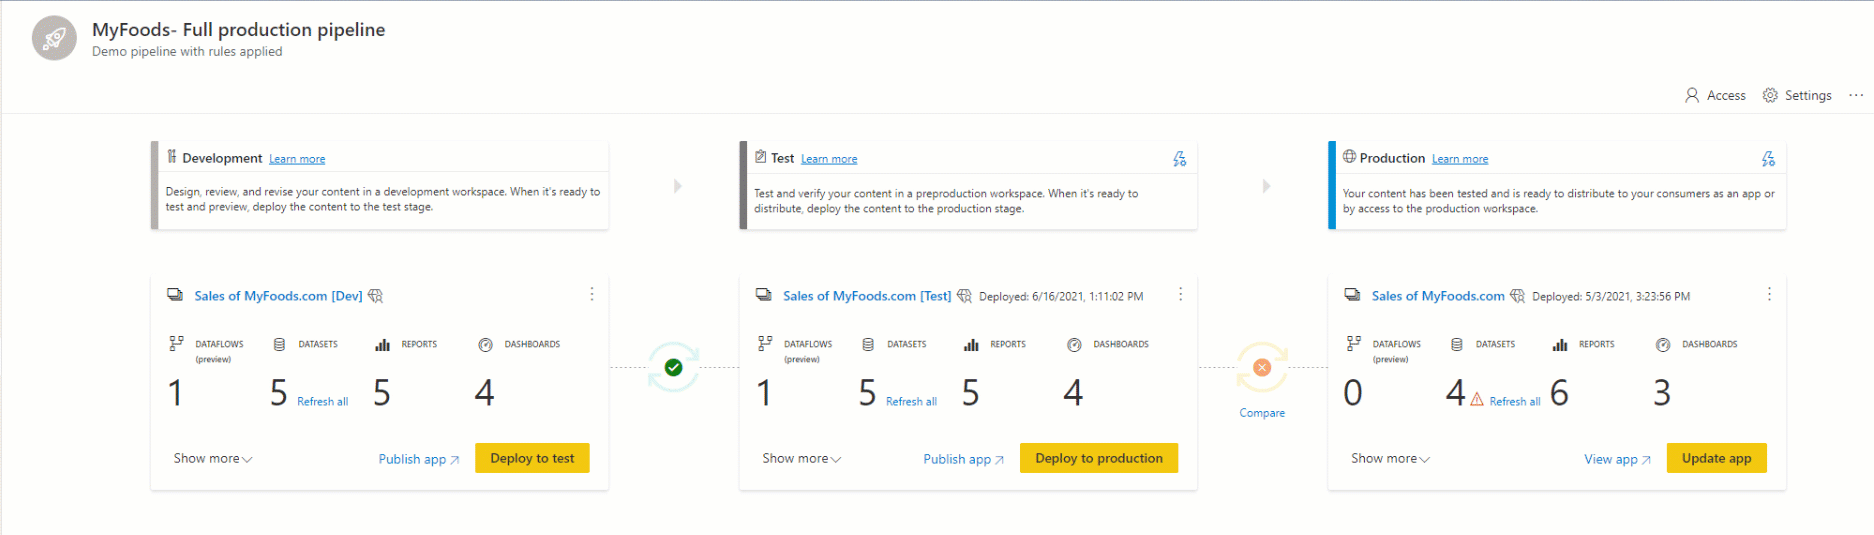 MyFoods- Full production pipeline
Demo pipeline with rules applied
Access Settings ...
Development Learn more
Design, review, and revise your content in a development workspace. When it's ready to
test and preview, deploy the content to the test stage.
Test Learn more
Test and verify your content in a preproduction workspace. When it's ready to
distribute, deploy the content to the production stage.
Production Learn more
Your content has been tested and is ready to distribute to your consumers as an app or
by access to the production workspace.
Sales of MyFoods.com [Dev]
DATAFLOWS DATASETS REPORTS DASHBOARDS
(preview)
1 5 Refresh all 5 4
Show more Publish app Deploy to test
Sales of MyFoods.com [Test] Deployed: 6/16/2021, 1:11:02 PM
DATAFLOWS DATASETS REPORTS DASHBOARDS
(preview)
1 5 Refresh all 5 4
Show more Publish app Deploy to production
Compare
Sales of MyFoods.com Deployed: 5/3/2021, 3:23:56 PM
DATAFLOWS DATASETS REPORTS DASHBOARDS
(preview)
0 4 Refresh all 6 3
Show more View app Update app